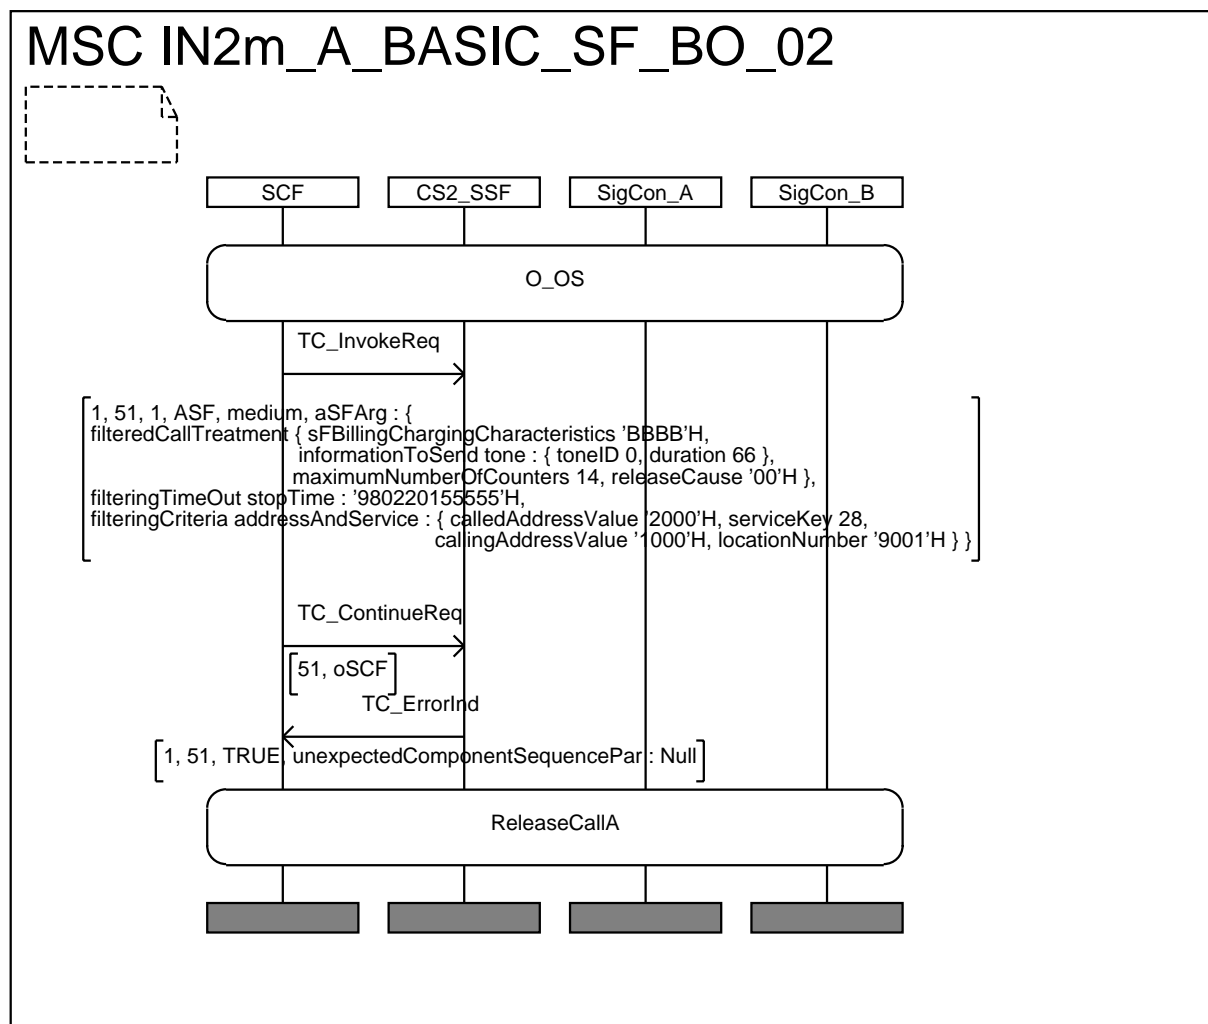 MSC IN2m_A_BASIC_SF_BO_02
SCF CS2_SSF SigCon_A SigCon_B
O_OS
TC_InvokeReq
1, 51, 1, ASF, medium, aSFArg : {
filteredCallTreatment { sFBillingChargingCharacteristics ’BBBB’H,
informationToSend tone : { toneID 0, duration 66 },
maximumNumberOfCounters 14, releaseCause ’00’H },
filteringTimeOut stopTime : ’980220155555’H,
filteringCriteria addressAndService : { calledAddressValue ’2000’H, serviceKey 28,
callingAddressValue ’1000’H, locationNumber ’9001’H } }
TC_ContinueReq
51, oSCF
TC_ErrorInd
1, 51, TRUE, unexpectedComponentSequencePar : Null
ReleaseCallA